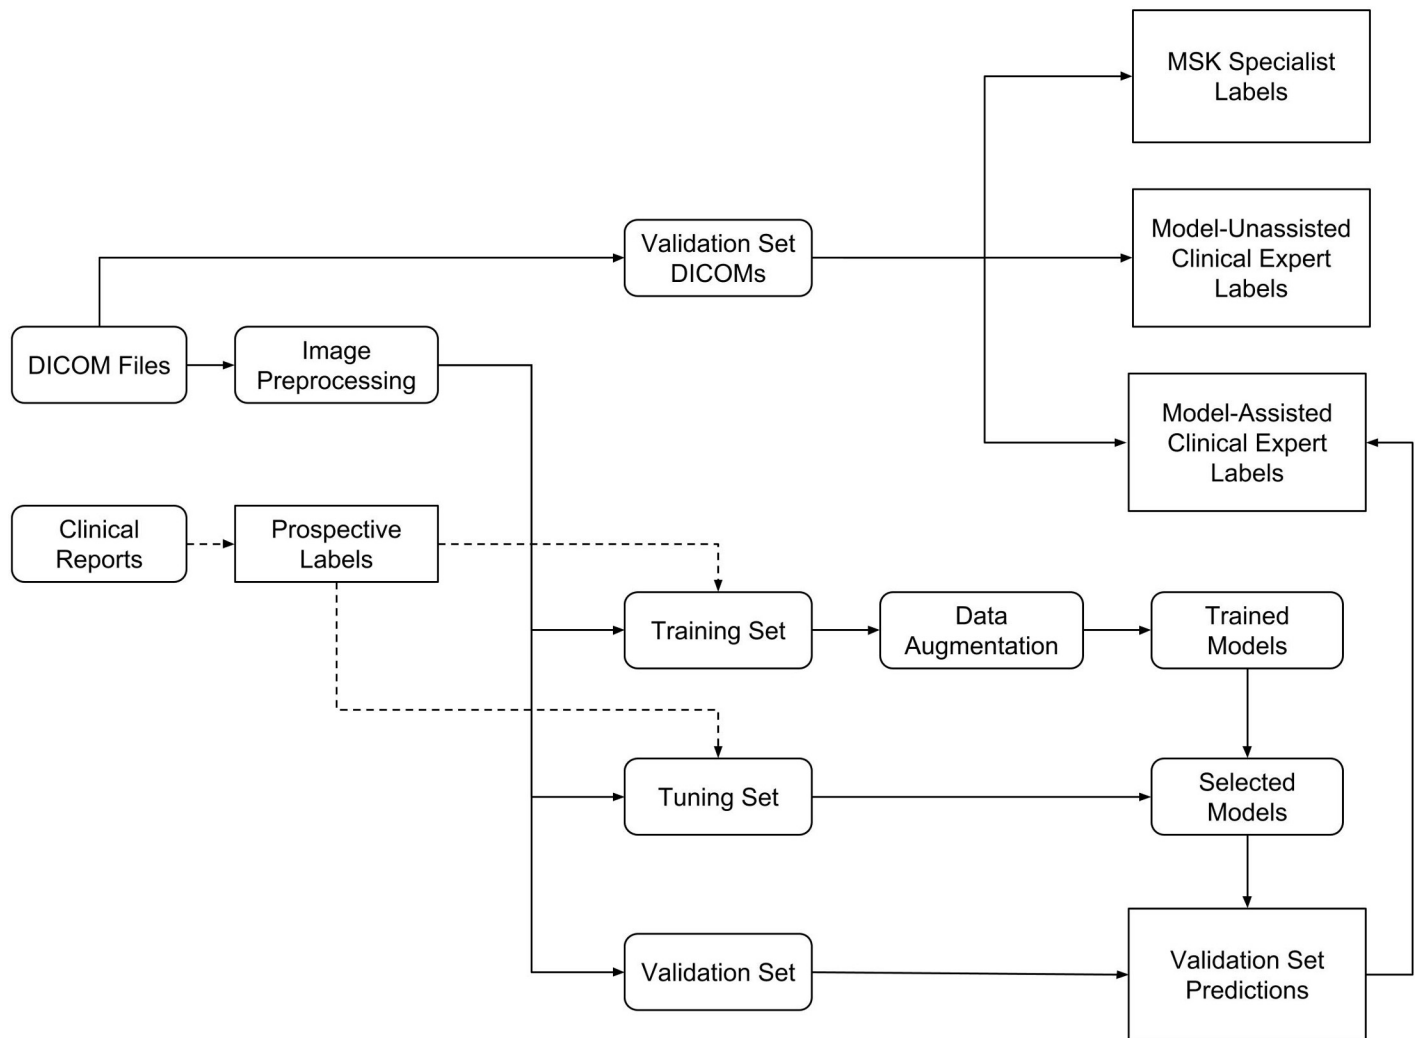 MSK Specialist
Labels
Validation Set
DICOMs
Model-Unassisted
Clinical Expert
Labels
DICOM Files
Image
Preprocessing
Model-Assisted
Clinical Expert
Labels
Clinical
Reports
Prospective
Labels
Training Set
Data
Augmentation
Trained
Models
Tuning Set
Selected
Models
Validation Set
Validation Set
Predictions